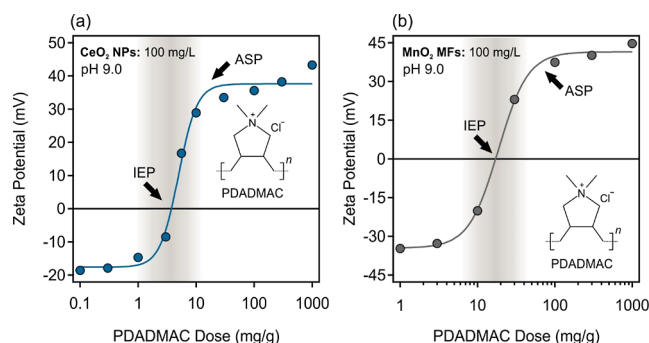 (a)
CeO₂ NPs: 100 mg/L
pH 9.0
ASP
IEP
N
+
Cl⁻
n
PDADMAC
Zeta Potential (mV)
50
40
30
20
10
0
-10
-20
0.1
1
10
100
1000
PDADMAC Dose (mg/g)
(b)
MnO₂ MFs: 100 mg/L
pH 9.0
ASP
IEP
N
+
Cl⁻
n
PDADMAC
Zeta Potential (mV)
45
30
15
0
-15
-30
-45
1
10
100
1000
PDADMAC Dose (mg/g)